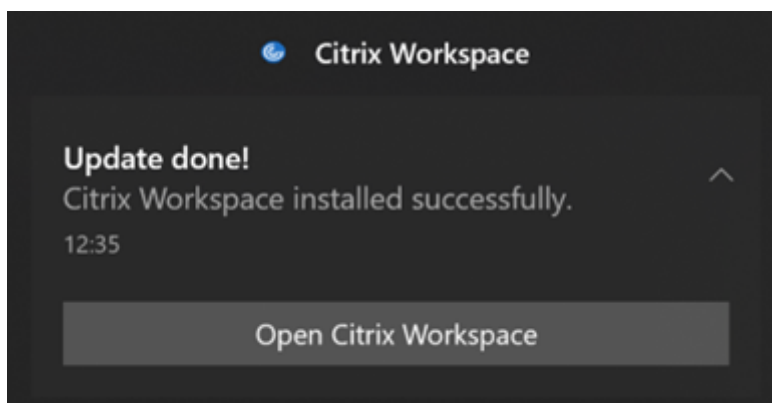 Citrix Workspace
Update done!
Citrix Workspace installed successfully.
12:35
Open Citrix Workspace